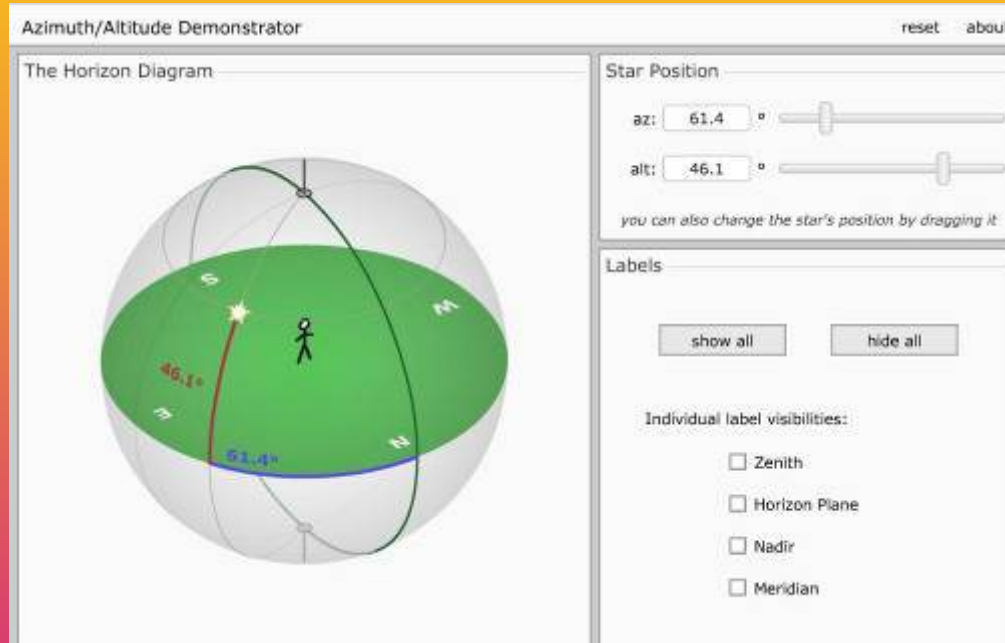 Azimuth/Altitude Demonstrator
reset
The Horizon Diagram
S
W
46.1°
E
N
61.4°
Star Position
az: 61.4 °
alt: 46.1 °
you can also change the star's position by dragging it
Labels
show all
hide all
Individual label visibilities:
Zenith
Horizon Plane
Nadir
Meridian